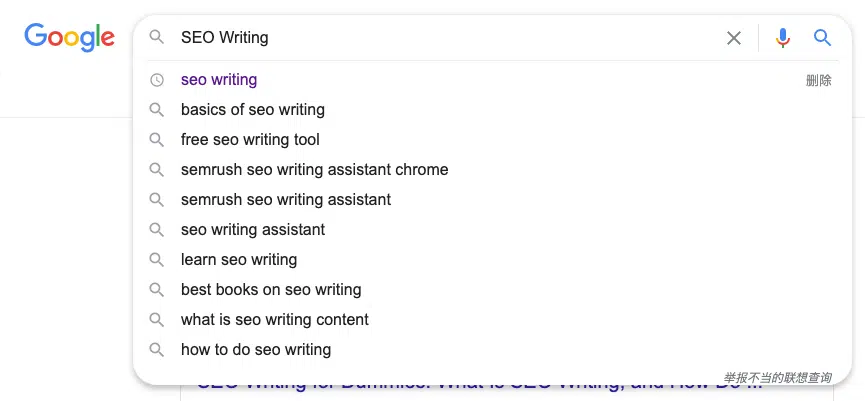 Google
SEO Writing
seo writing 删除
basics of seo writing
free seo writing tool
semrush seo writing assistant chrome
semrush seo writing assistant
seo writing assistant
learn seo writing
best books on seo writing
what is seo writing content
how to do seo writing
举报不当的联想查询
SEO Writing for Dummies: What is SEO Writing, and How Do ...